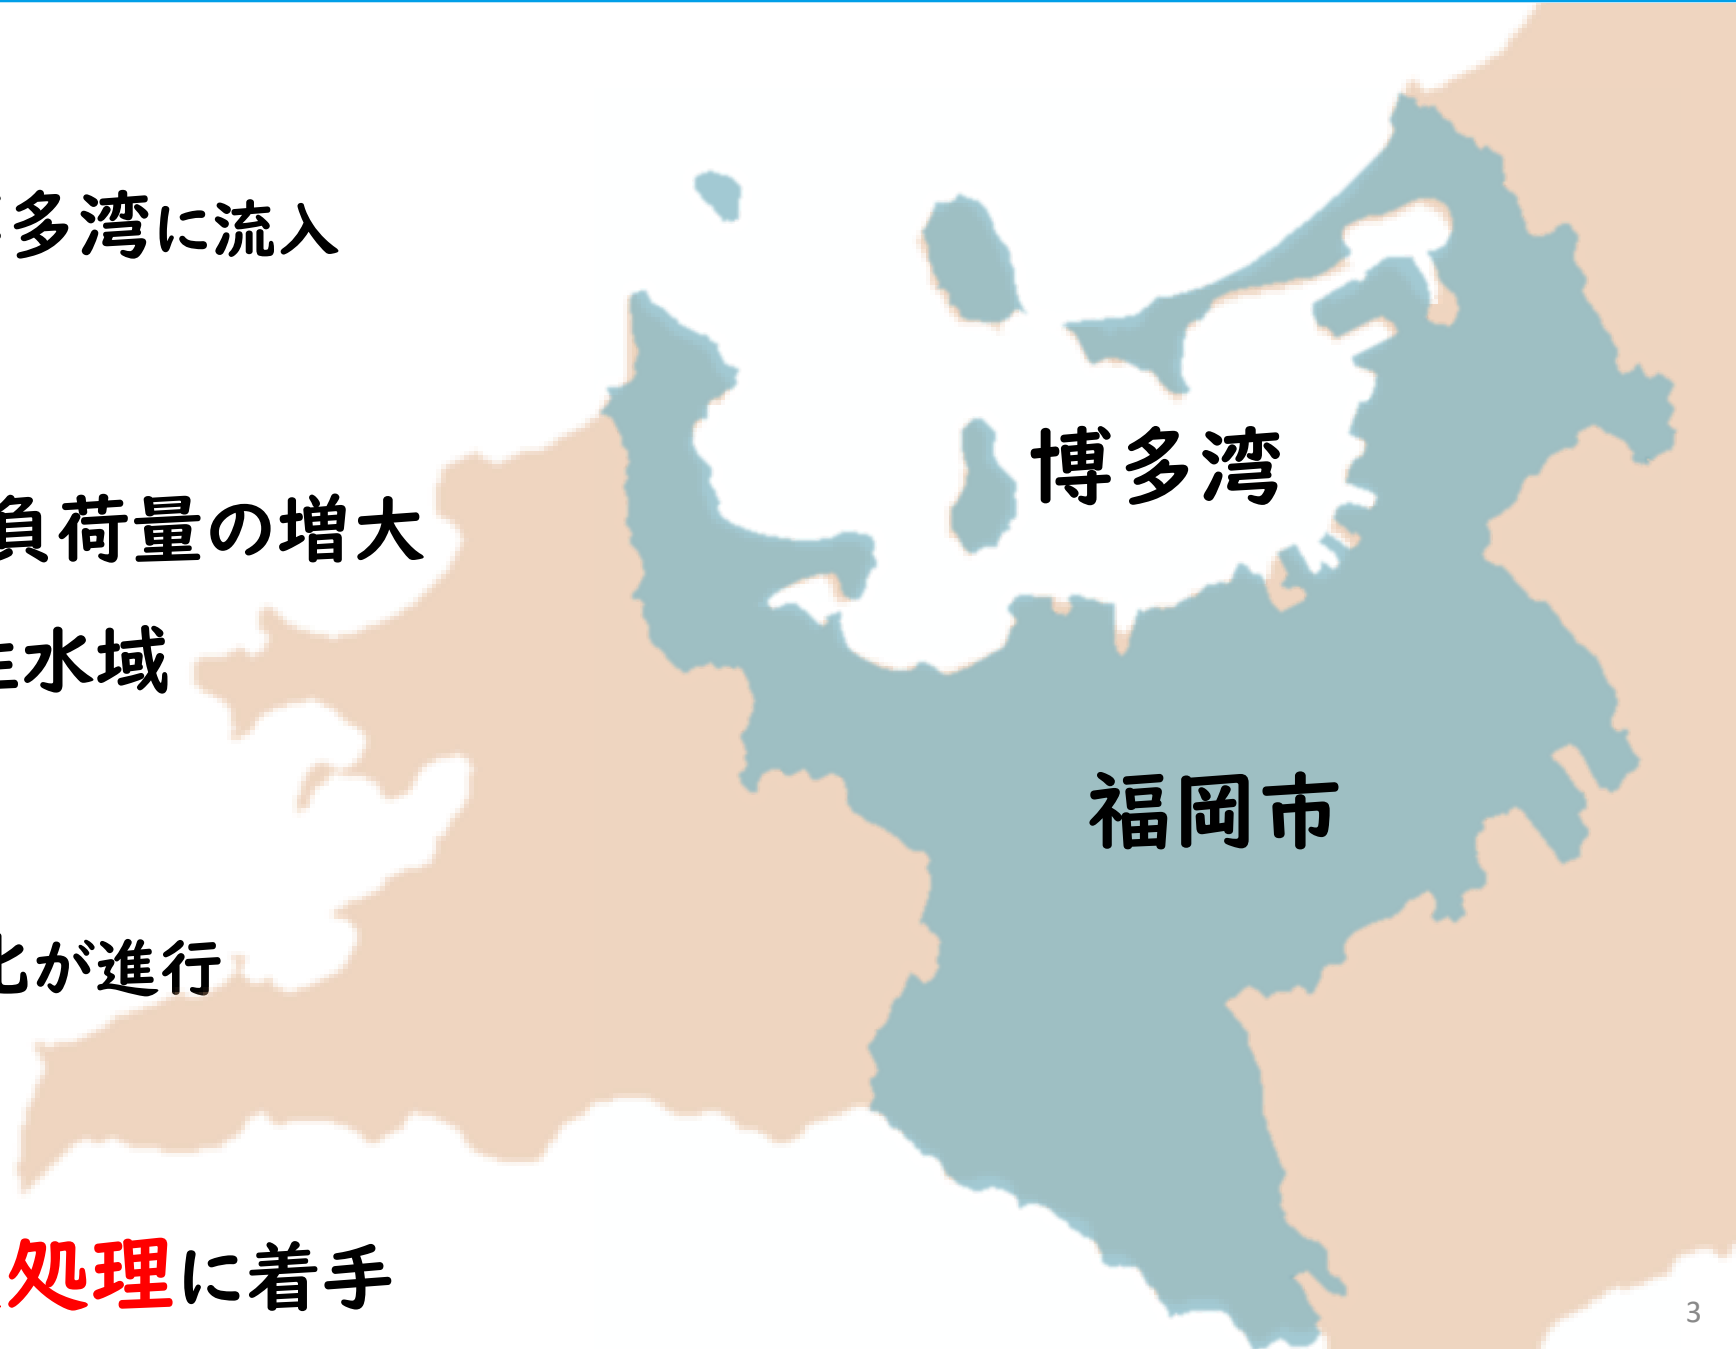 多湾に流入
博多湾
負荷量の増大
水域
福岡市
化が進行
処理に着手
3